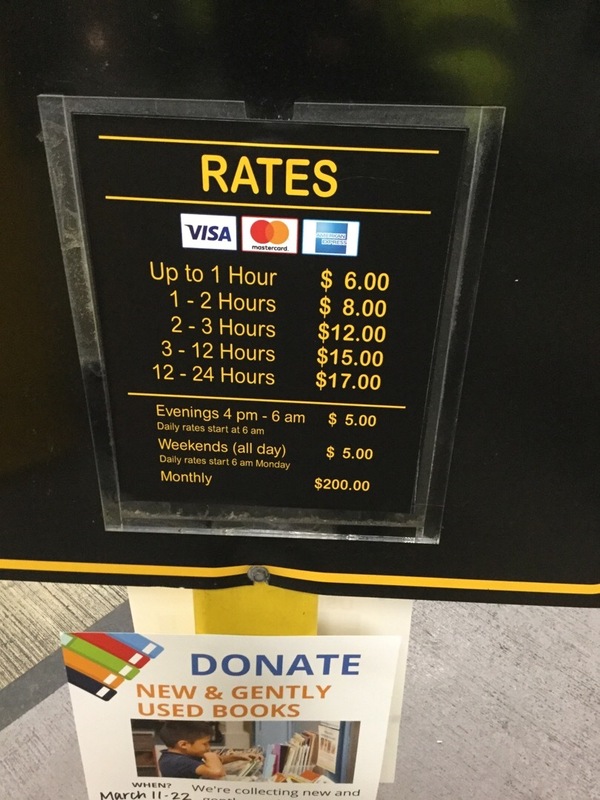 RATES
VISA mastercard. AMERICAN EXPRESS
Up to 1 Hour $ 6.00
1 - 2 Hours $ 8.00
2 - 3 Hours $12.00
3 - 12 Hours $15.00
12 - 24 Hours $17.00
Evenings 4 pm - 6 am $ 5.00
Daily rates start at 6 am
Weekends (all day) $ 5.00
Daily rates start 6 am Monday
Monthly $200.00
DONATE
NEW & GENTLY
USED BOOKS
WHEN? We're collecting new and
March 11-22